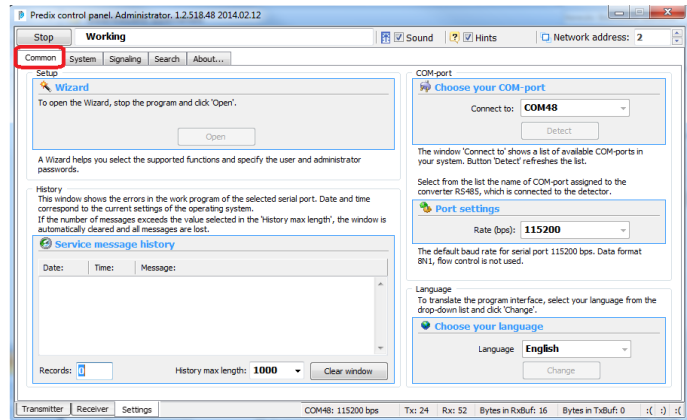 Predix control panel. Administrator. 1.2.518.48 2014.02.12
Stop Working Sound Hints Network address: 2
Common System Signaling Search About...
Setup
Wizard
To open the Wizard, stop the program and click 'Open'.
Open
A Wizard helps you select the supported functions and specify the user and administrator
passwords.
History
This window shows the errors in the work program of the selected serial port. Date and time
correspond to the current settings of the operating system.
If the number of messages exceeds the value selected in the 'History max length', the window is
automatically cleared and all messages are lost.
Service message history
Date: Time: Message:
Records: 0 History max length: 1000 Clear window
COM-port
Choose your COM-port
Connect to: COM48
Detect
The window 'Connect to' shows a list of available COM-ports in
your system. Button 'Detect' refreshes the list.
Select from the list the name of COM-port assigned to the
converter RS485, which is connected to the detector.
Port settings
Rate (bps): 115200
The default baud rate for serial port 115200 bps. Data format
8N1, flow control is not used.
Language
To translate the program interface, select your language from the
drop-down list and click 'Change'.
Choose your language
Language English
Change
Transmitter Receiver Settings
COM48: 115200 bps Tx: 24 Rx: 52 Bytes in RxBuf: 16 Bytes in TxBuf: 0 :( :) :(